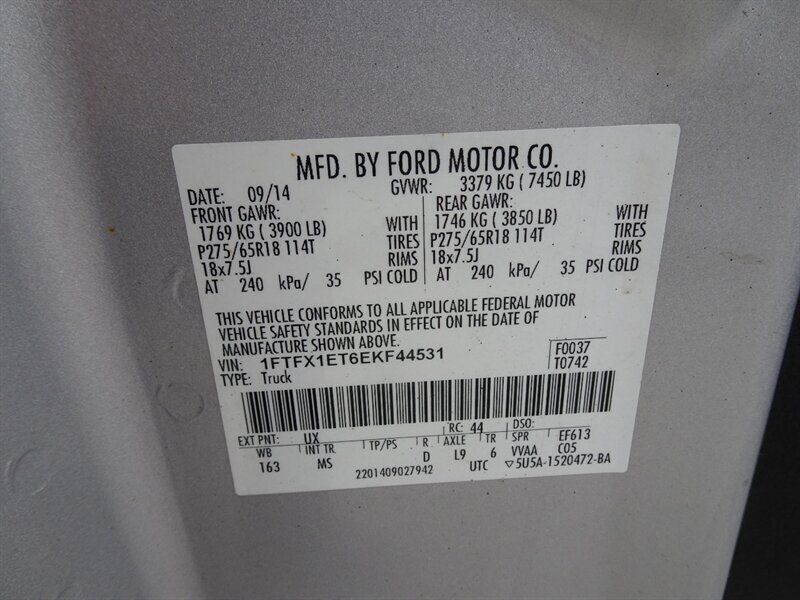 MFD. BY FORD MOTOR CO.
DATE: 09/14 GVWR: 3379 KG ( 7450 LB)
FRONT GAWR: REAR GAWR:
1769 KG ( 3900 LB) WITH 1746 KG ( 3850 LB) WITH
P275/65R18 114T TIRES P275/65R18 114T TIRES
18x7.5J RIMS 18x7.5J RIMS
AT 240 kPa/ 35 PSI COLD AT 240 kPa/ 35 PSI COLD
THIS VEHICLE CONFORMS TO ALL APPLICABLE FEDERAL MOTOR
VEHICLE SAFETY STANDARDS IN EFFECT ON THE DATE OF
MANUFACTURE SHOWN ABOVE.
VIN: 1FTFX1ET6EKF44531 F0037
TYPE: Truck T0742
EXT PNT: UX RC: 44 DSO: EF613
WB INT TR. TP/PS R AXLE TR SPR C05
163 MS D L9 6 VVAA
2201409027942 UTC ▽5U5A-1520472-BA